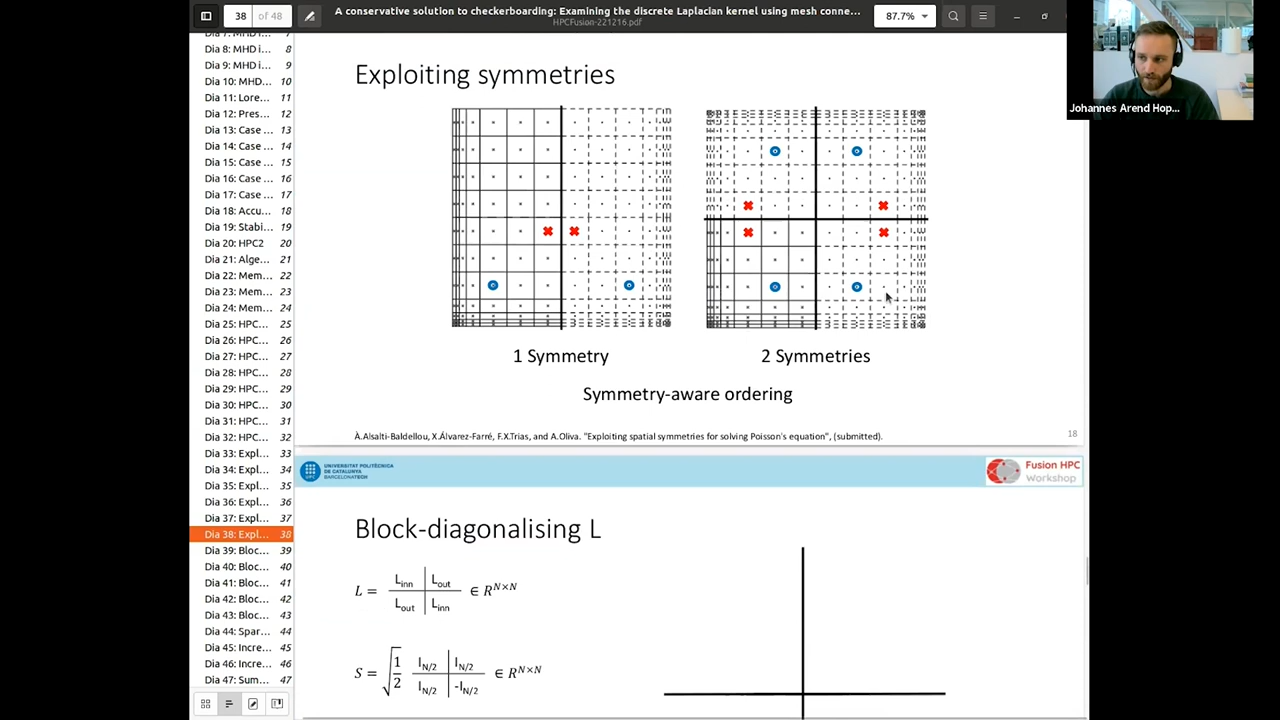 38 of 48
A conservative solution to checkerboarding: Examining the discrete Laplacian kernel using mesh conne...
HPCFusion-221216.pdf
87.7%
Johannes Arend Hop...
Dia 8: MHD i... 8
Dia 9: MHD i... 9
Dia 10: MHD... 10
Dia 11: Lore... 11
Dia 12: Pres... 12
Dia 13: Case ... 13
Dia 14: Case ... 14
Dia 15: Case ... 15
Dia 16: Case ... 16
Dia 17: Case ... 17
Dia 18: Accu... 18
Dia 19: Stabi... 19
Dia 20: HPC2 20
Dia 21: Alge... 21
Dia 22: Mem... 22
Dia 23: Mem... 23
Dia 24: Mem... 24
Dia 25: HPC... 25
Dia 26: HPC... 26
Dia 27: HPC... 27
Dia 28: HPC... 28
Dia 29: HPC... 29
Dia 30: HPC... 30
Dia 31: HPC... 31
Dia 32: HPC... 32
Dia 33: Expl... 33
Dia 34: Expl... 34
Dia 35: Expl... 35
Dia 36: Expl... 36
Dia 37: Expl... 37
Dia 38: Expl... 38
Dia 39: Bloc... 39
Dia 40: Bloc... 40
Dia 41: Bloc... 41
Dia 42: Bloc... 42
Dia 43: Bloc... 43
Dia 44: Spar... 44
Dia 45: Incre... 45
Dia 46: Incre... 46
Dia 47: Sum... 47
Exploiting symmetries
1 Symmetry 2 Symmetries
Symmetry-aware ordering
À.Alsalti-Baldellou, X.Álvarez-Farré, F.X.Trias, and A.Oliva. "Exploiting spatial symmetries for solving Poisson's equation", (submitted).
18
UNIVERSITAT POLITÈCNICA
DE CATALUNYA
BARCELONATECH
Fusion HPC
Workshop
Block-diagonalising L
L = L_inn | L_out
L_out | L_inn ∈ R^{N×N}
S = √(1/2) I_{N/2} | I_{N/2}
I_{N/2} | -I_{N/2} ∈ R^{N×N}